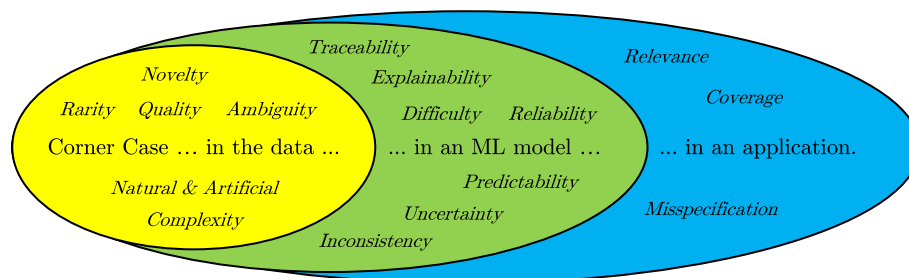 Novelty
Rarity Quality Ambiguity
Corner Case … in the data ...
Natural & Artificial
Complexity
Traceability
Explainability
Difficulty Reliability
... in an ML model …
Predictability
Uncertainty
Inconsistency
Relevance
Coverage
... in an application.
Misspecification